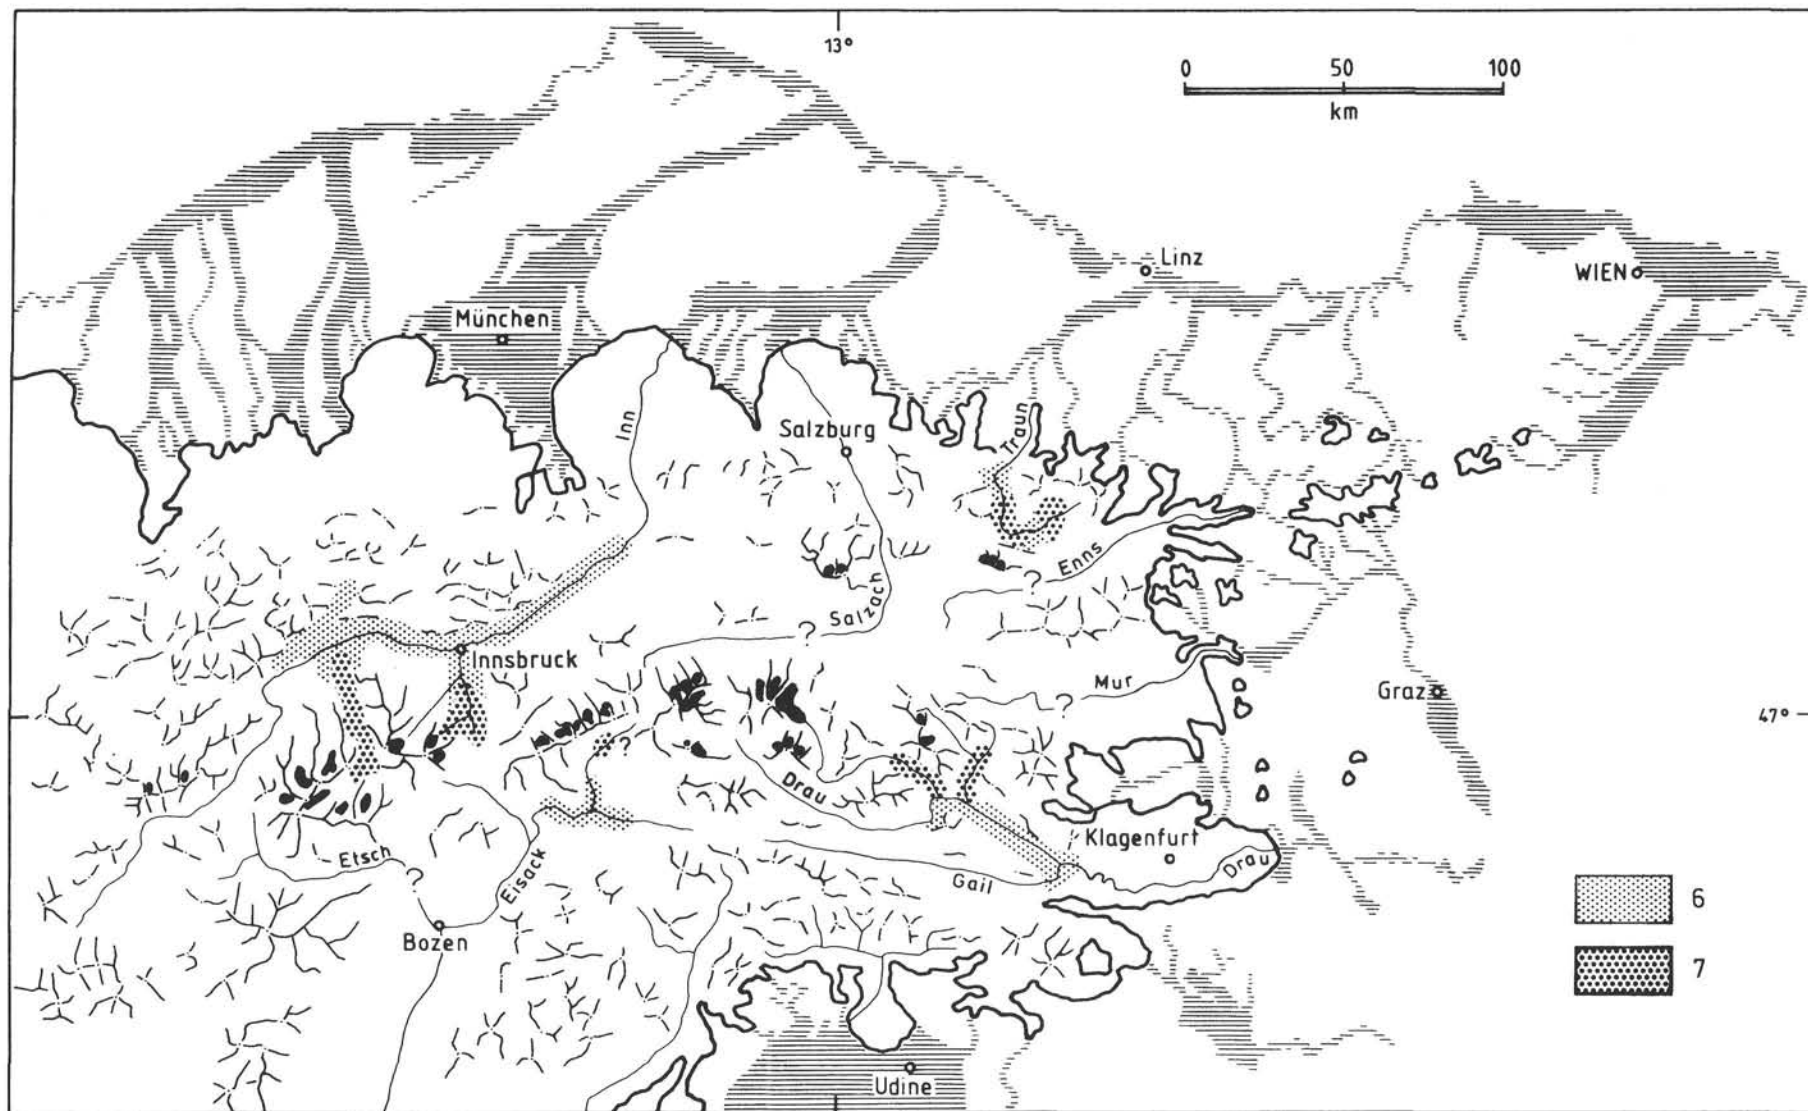 13°
0 50 100
km
Linz
WIEN
München
Inn
Salzburg
Traun
Enns
?
Salzach
?
Innsbruck
Mur
?
Graz
47°
?
Drau
Klagenfurt
Drau
Etsch
?
Eisack
Gail
6
Bozen
7
Udine